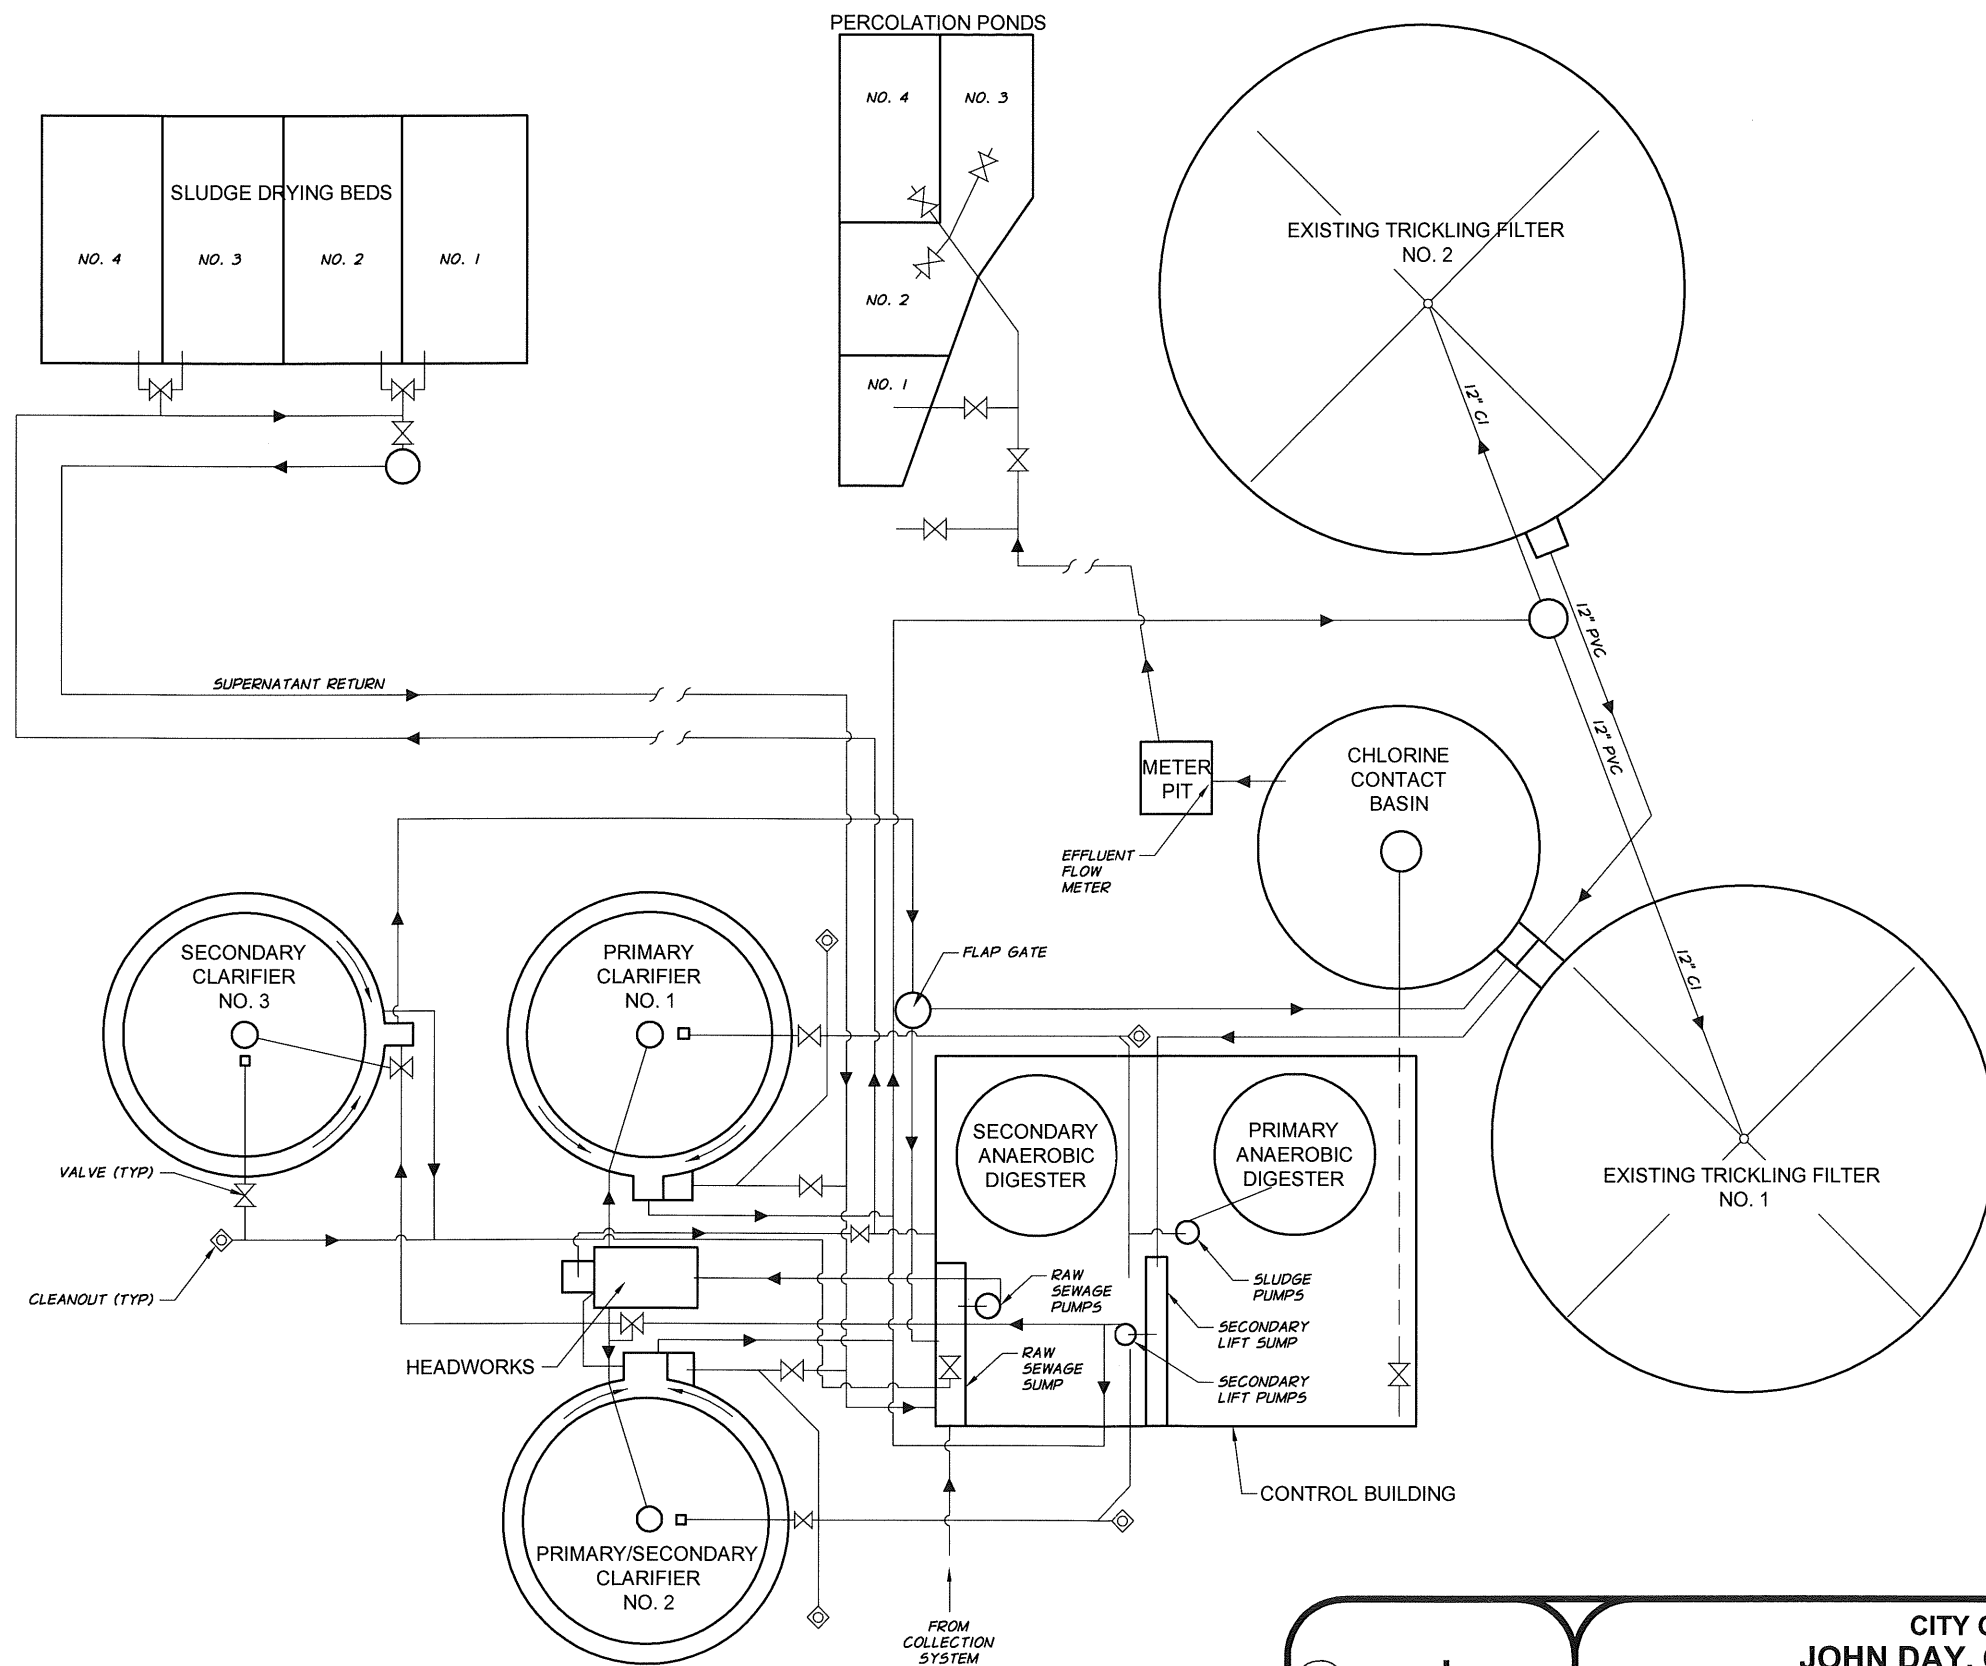 PERCOLATION PONDS
NO. 4
NO. 3
NO. 2
NO. 1
SLUDGE DRYING BEDS
NO. 4
NO. 3
NO. 2
NO. 1
EXISTING TRICKLING FILTER
NO. 2
12" CI
12" PVC
12" PVC
12" CI
SUPERNATANT RETURN
METER
PIT
CHLORINE
CONTACT
BASIN
EFFLUENT
FLOW
METER
SECONDARY
CLARIFIER
NO. 3
PRIMARY
CLARIFIER
NO. 1
FLAP GATE
SECONDARY
ANAEROBIC
DIGESTER
PRIMARY
ANAEROBIC
DIGESTER
EXISTING TRICKLING FILTER
NO. 1
VALVE (TYP)
CLEANOUT (TYP)
RAW
SEWAGE
PUMPS
SLUDGE
PUMPS
SECONDARY
LIFT SUMP
HEADWORKS
RAW
SEWAGE
SUMP
SECONDARY
LIFT PUMPS
CONTROL BUILDING
PRIMARY/SECONDARY
CLARIFIER
NO. 2
FROM
COLLECTION
SYSTEM
CITY
JOHN DAY,